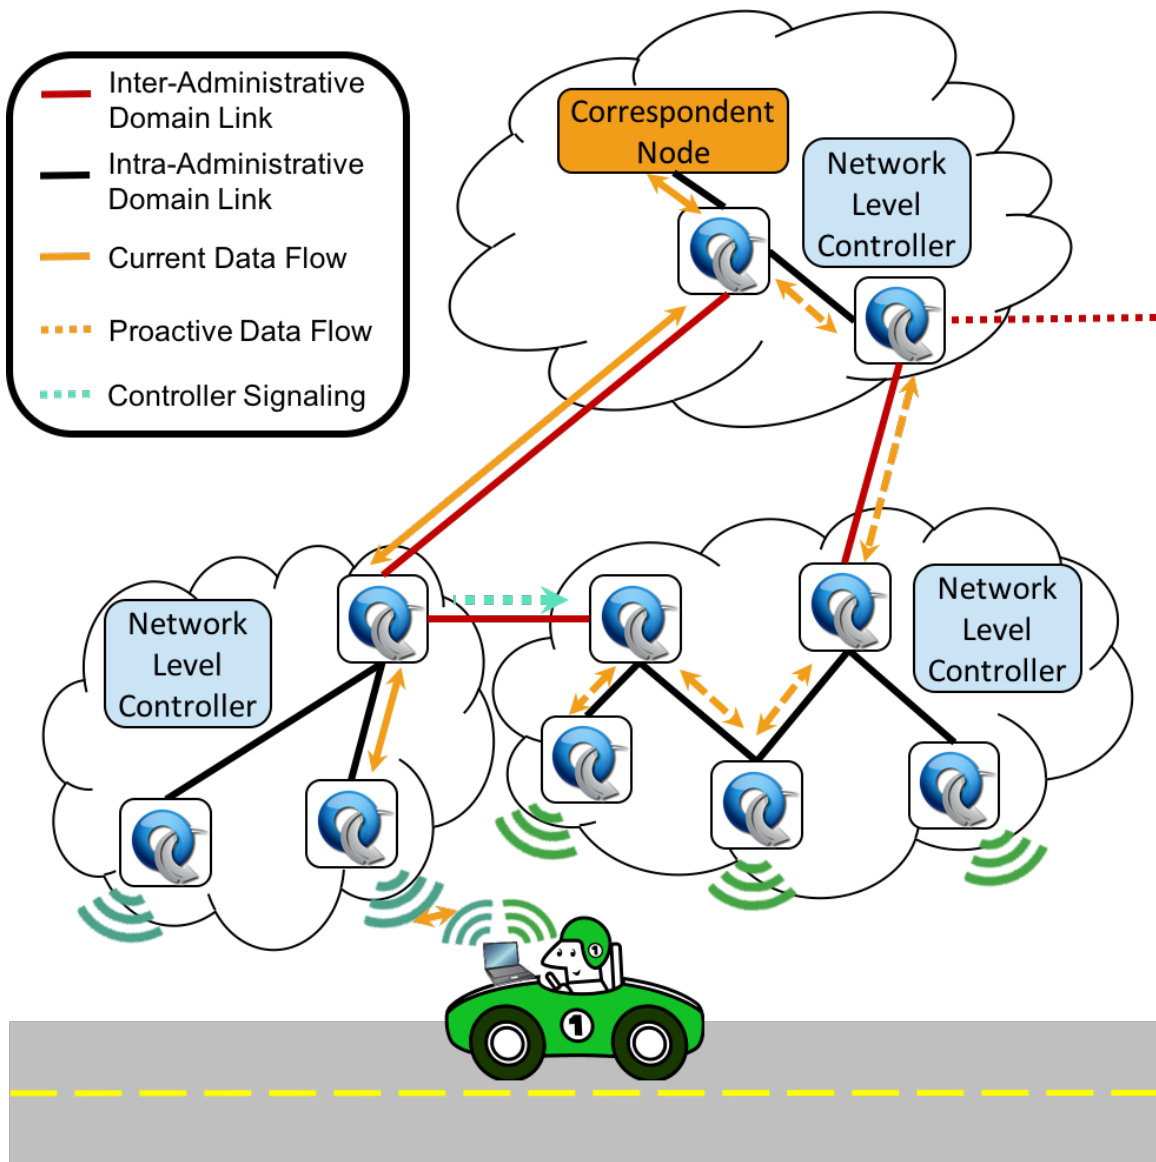 Inter-Administrative
Domain Link
Intra-Administrative
Domain Link
Current Data Flow
Proactive Data Flow
Controller Signaling
Correspondent
Node
Network
Level
Controller
Network
Level
Controller
Network
Level
Controller
1
1